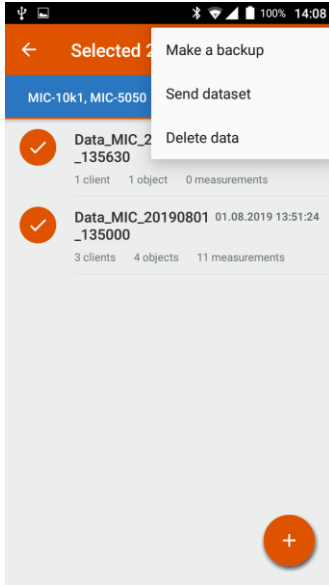 100% 14:08
Selected 2
Make a backup
MIC-10k1, MIC-5050
Send dataset
Delete data
Data_MIC_2
_135630
1 client 1 object 0 measurements
Data_MIC_20190801 01.08.2019 13:51:24
_135000
3 clients 4 objects 11 measurements